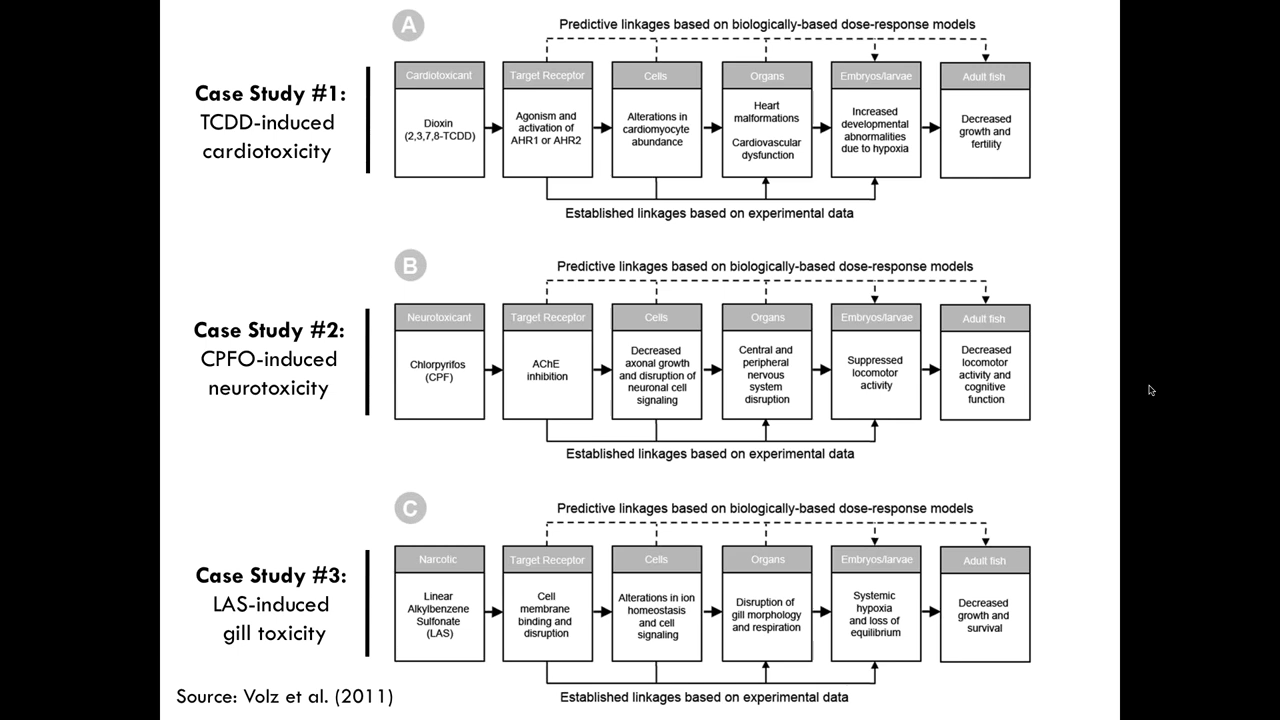 A
Predictive linkages based on biologically-based dose-response models
Case Study #1:
TCDD-induced
cardiotoxicity
Cardiotoxicant
Dioxin
(2,3,7,8-TCDD)
Target Receptor
Agonism and
activation of
AHR1 or AHR2
Cells
Alterations in
cardiomyocyte
abundance
Organs
Heart
malformations
Cardiovascular
dysfunction
Embryos/larvae
Increased
developmental
abnormalities
due to hypoxia
Adult fish
Decreased
growth and
fertility
Established linkages based on experimental data
B
Predictive linkages based on biologically-based dose-response models
Case Study #2:
CPFO-induced
neurotoxicity
Neurotoxicant
Chlorpyrifos
(CPF)
Target Receptor
AChE
inhibition
Cells
Decreased
axonal growth
and disruption of
neuronal cell
signaling
Organs
Central and
peripheral
nervous
system
disruption
Embryos/larvae
Suppressed
locomotor
activity
Adult fish
Decreased
locomotor
activity and
cognitive
function
Established linkages based on experimental data
C
Predictive linkages based on biologically-based dose-response models
Case Study #3:
LAS-induced
gill toxicity
Narcotic
Linear
Alkylbenzene
Sulfonate
(LAS)
Target Receptor
Cell
membrane
binding and
disruption
Cells
Alterations in ion
homeostasis
and cell
signaling
Organs
Disruption of
gill morphology
and respiration
Embryos/larvae
Systemic
hypoxia
and loss of
equilibrium
Adult fish
Decreased
growth and
survival
Established linkages based on experimental data
Source: Volz et al. (2011)